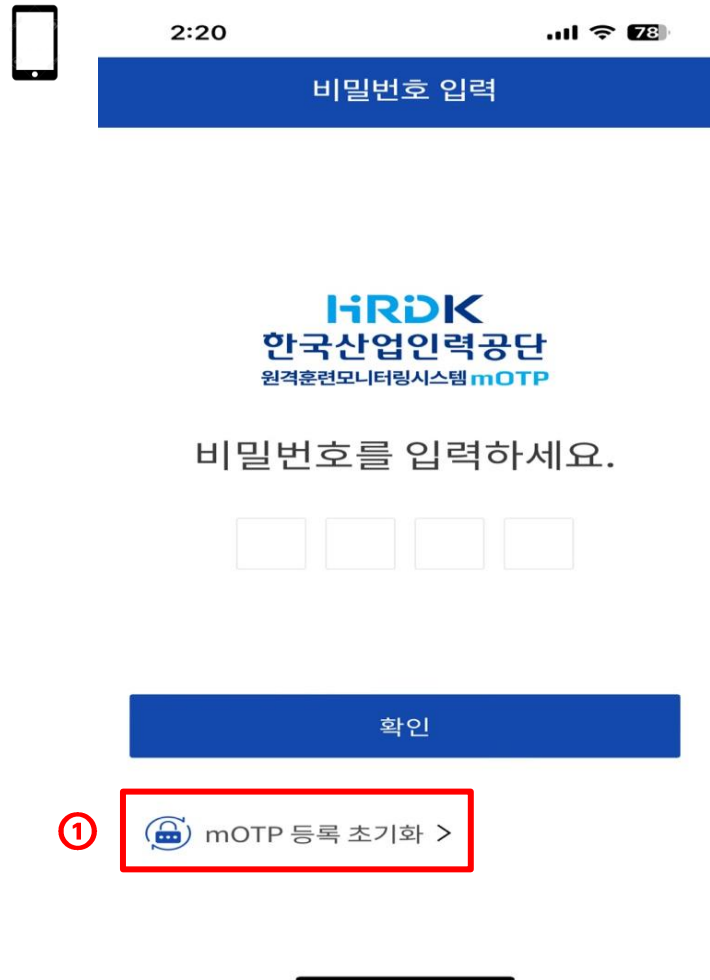 2:20 78
비밀번호 입력
HRDK
한국산업인력공단
원격훈련모니터링시스템 mOTP
비밀번호를 입력하세요.
확인
① mOTP 등록 초기화 >